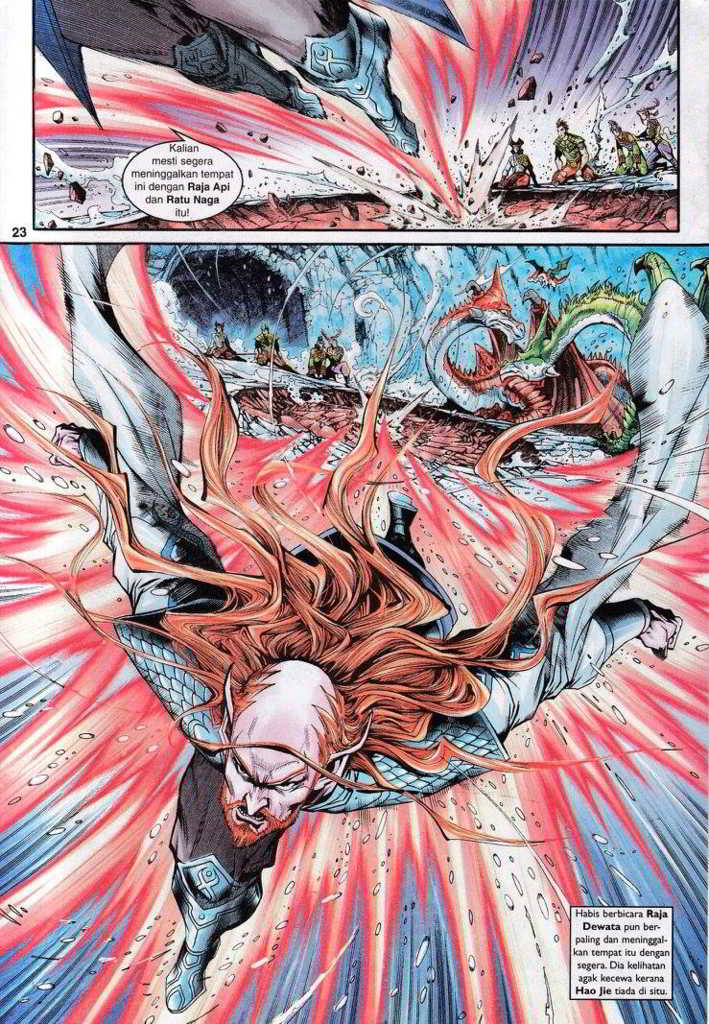 Kalian
mesti segera
meninggalkan tempat
ini dengan Raja Api
dan Ratu Naga
itu!
23
Habis berbicara Raja
Dewata pun ber-
paling dan meninggal-
kan tempat itu dengan
segera. Dia kelihatan
agak kecewa kerana
Hao Jie tiada di situ.